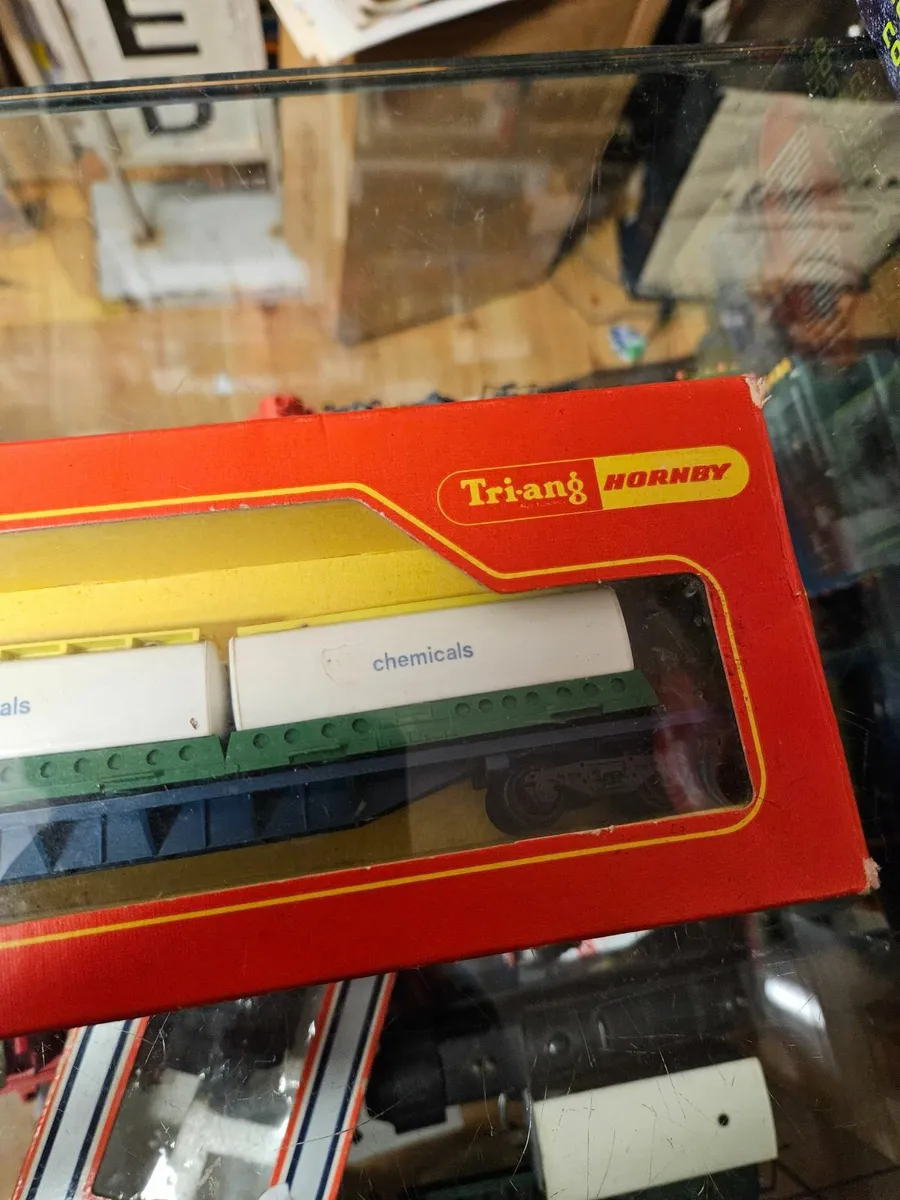 E
Tri-ang HORNBY
chemicals
als